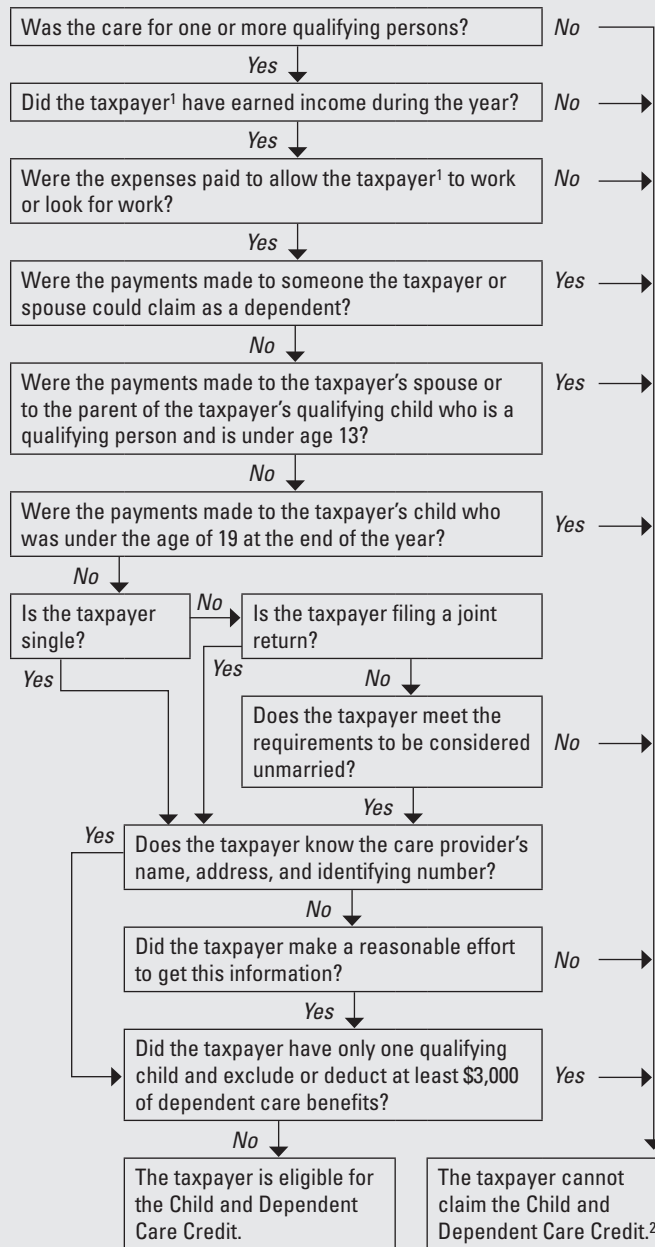 Was the care for one or more qualifying persons?
No
Yes
Did the taxpayer¹ have earned income during the year?
No
Yes
Were the expenses paid to allow the taxpayer¹ to work
or look for work?
No
Yes
Were the payments made to someone the taxpayer or
spouse could claim as a dependent?
Yes
No
Were the payments made to the taxpayer’s spouse or
to the parent of the taxpayer’s qualifying child who is a
qualifying person and is under age 13?
Yes
No
Were the payments made to the taxpayer’s child who
was under the age of 19 at the end of the year?
Yes
No
Is the taxpayer
single?
No
Is the taxpayer filing a joint
return?
Yes
Yes
No
Does the taxpayer meet the
requirements to be considered
unmarried?
No
Yes
Yes
Does the taxpayer know the care provider’s
name, address, and identifying number?
No
Did the taxpayer make a reasonable effort
to get this information?
No
Yes
Did the taxpayer have only one qualifying
child and exclude or deduct at least $3,000
of dependent care benefits?
Yes
No
The taxpayer is eligible for
the Child and Dependent
Care Credit.
The taxpayer cannot
claim the Child and
Dependent Care Credit.²